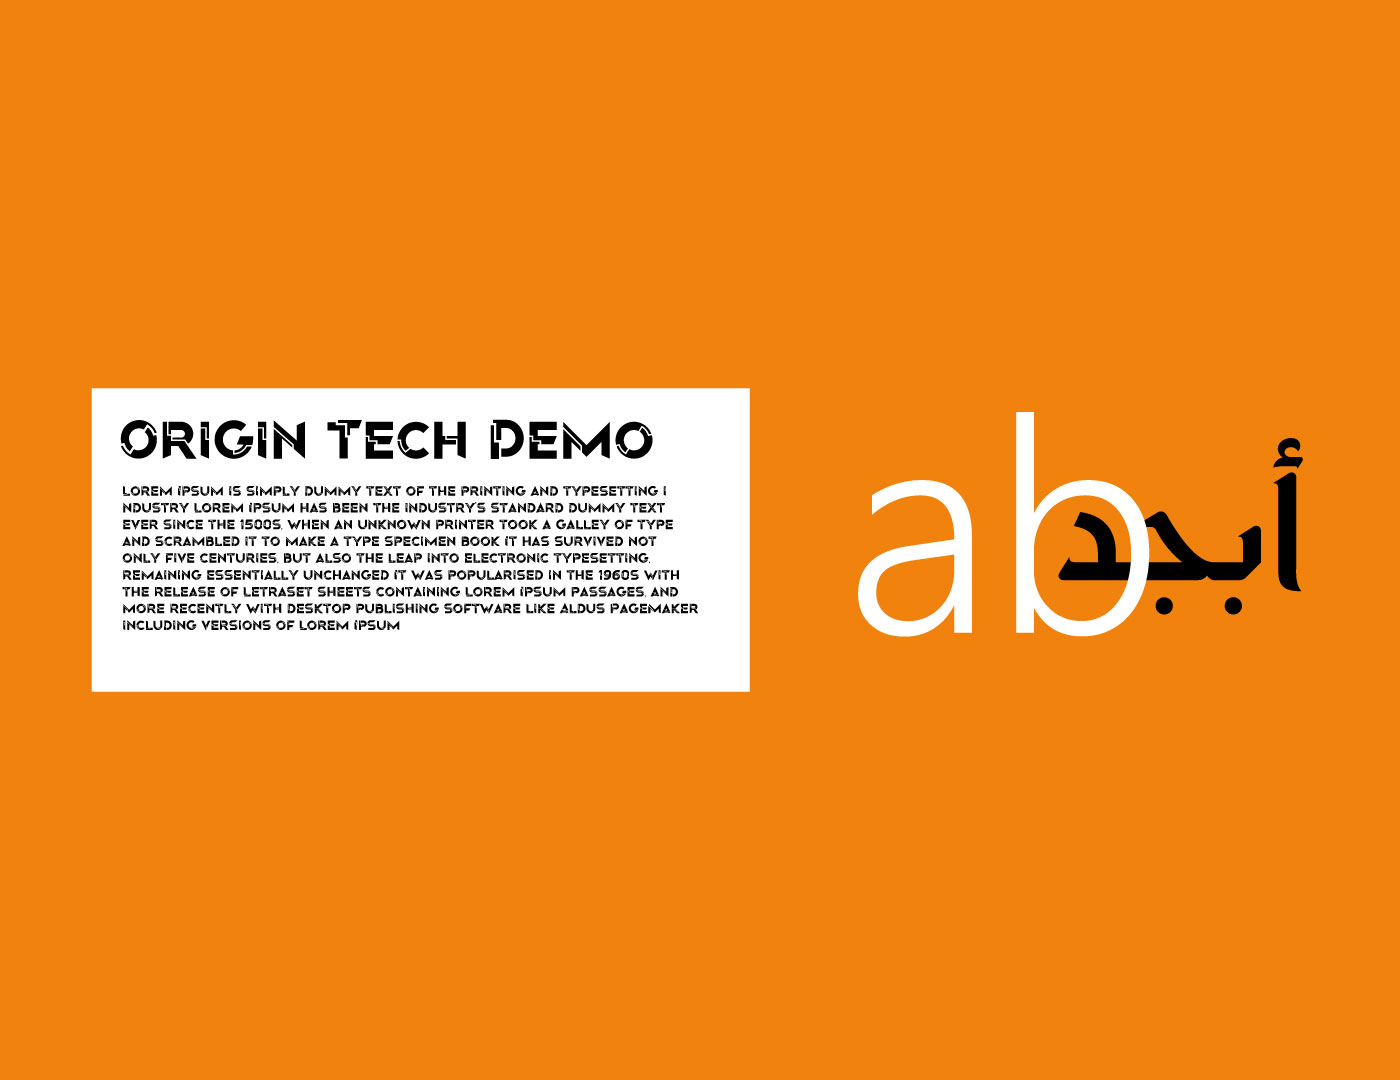 ORIGIN TECH DEMO
LOREM IPSUM IS SIMPLY DUMMY TEXT OF THE PRINTING AND TYPESETTING I
NDUSTRY LOREM IPSUM HAS BEEN THE INDUSTRY'S STANDARD DUMMY TEXT
EVER SINCE THE 1500S, WHEN AN UNKNOWN PRINTER TOOK A GALLEY OF TYPE
AND SCRAMBLED IT TO MAKE A TYPE SPECIMEN BOOK IT HAS SURVIVED NOT
ONLY FIVE CENTURIES, BUT ALSO THE LEAP INTO ELECTRONIC TYPESETTING,
REMAINING ESSENTIALLY UNCHANGED IT WAS POPULARISED IN THE 1960S WITH
THE RELEASE OF LETRASET SHEETS CONTAINING LOREM IPSUM PASSAGES, AND
MORE RECENTLY WITH DESKTOP PUBLISHING SOFTWARE LIKE ALDUS PAGEMAKER
INCLUDING VERSIONS OF LOREM IPSUM
ab
أبجد